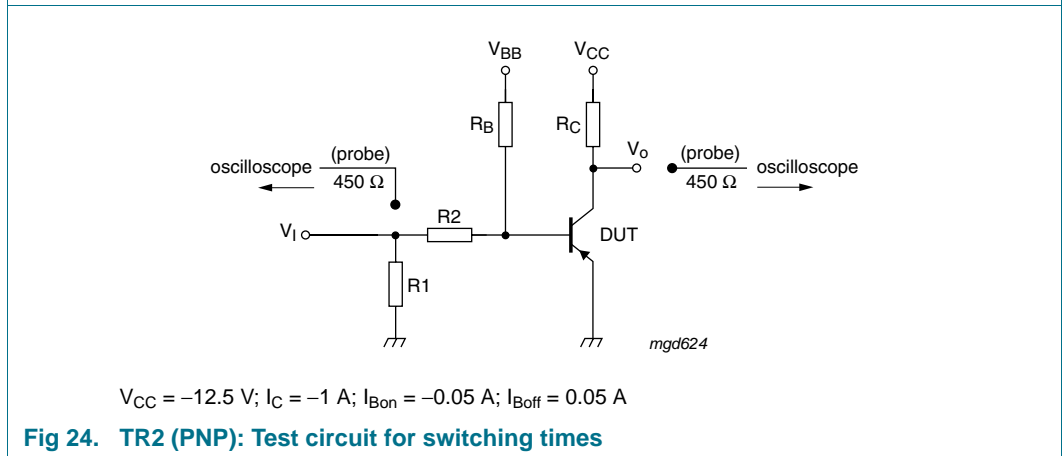 VBB VCC
RB RC
oscilloscope (probe) 450 Ω
Vo (probe) 450 Ω oscilloscope
VI R2 DUT
R1
mgd624
VCC = −12.5 V; IC = −1 A; IBon = −0.05 A; IBoff = 0.05 A
Fig 24. TR2 (PNP): Test circuit for switching times